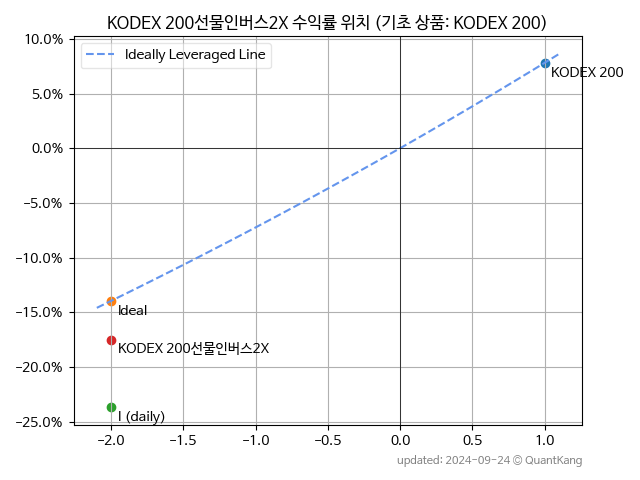 KODEX 200선물인버스2X 수익률 위치 (기초 상품: KODEX 200)
10.0%
Ideally Leveraged Line
KODEX 200
5.0%
0.0%
−5.0%
−10.0%
−15.0%
Ideal
KODEX 200선물인버스2X
−20.0%
I (daily)
−25.0%
−2.0 −1.5 −1.0 −0.5 0.0 0.5 1.0
updated: 2024-09-24 © QuantKang